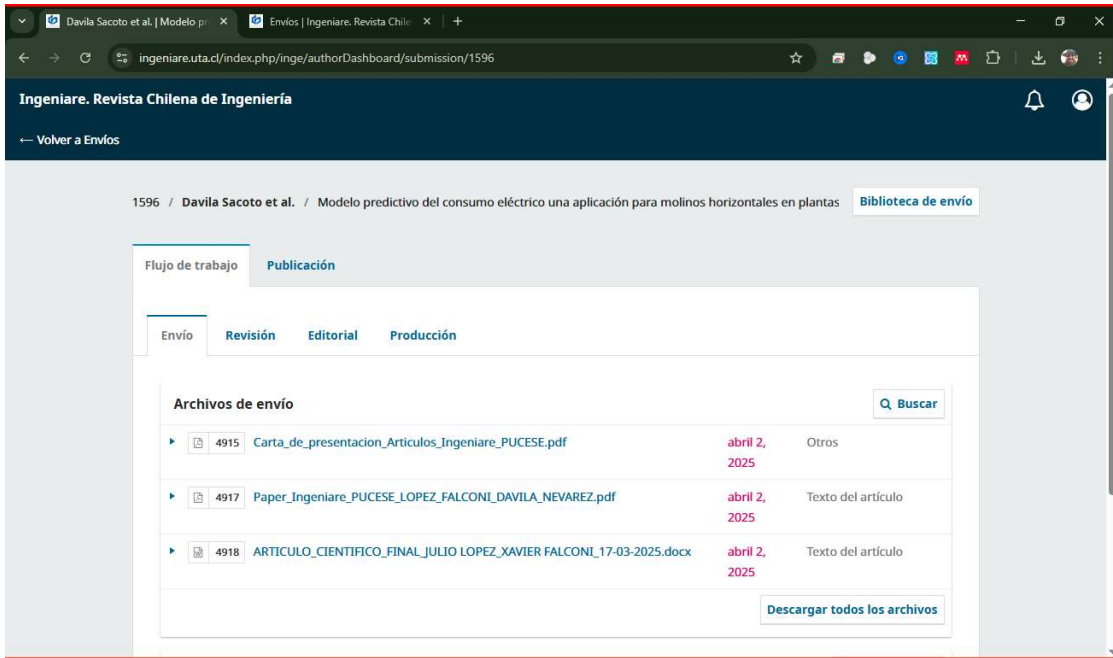 Davila Sacoto et al. | Modelo pr
Envíos | Ingeniare. Revista Chile
ingeniare.uta.cl/index.php/inge/authorDashboard/submission/1596
Ingeniare. Revista Chilena de Ingeniería
← Volver a Envíos
1596 / Davila Sacoto et al. / Modelo predictivo del consumo eléctrico una aplicación para molinos horizontales en plantas
Biblioteca de envío
Flujo de trabajo
Publicación
Envío
Revisión
Editorial
Producción
Archivos de envío
Buscar
4915 Carta_de_presentacion_Articulos_Ingeniare_PUCESE.pdf
abril 2,
2025
Otros
4917 Paper_Ingeniare_PUCESE_LOPEZ_FALCONI_DAVILA_NEVAREZ.pdf
abril 2,
2025
Texto del artículo
4918 ARTICULO_CIENTIFICO_FINAL_JULIO LOPEZ_XAVIER FALCONI_17-03-2025.docx
abril 2,
2025
Texto del artículo
Descargar todos los archivos